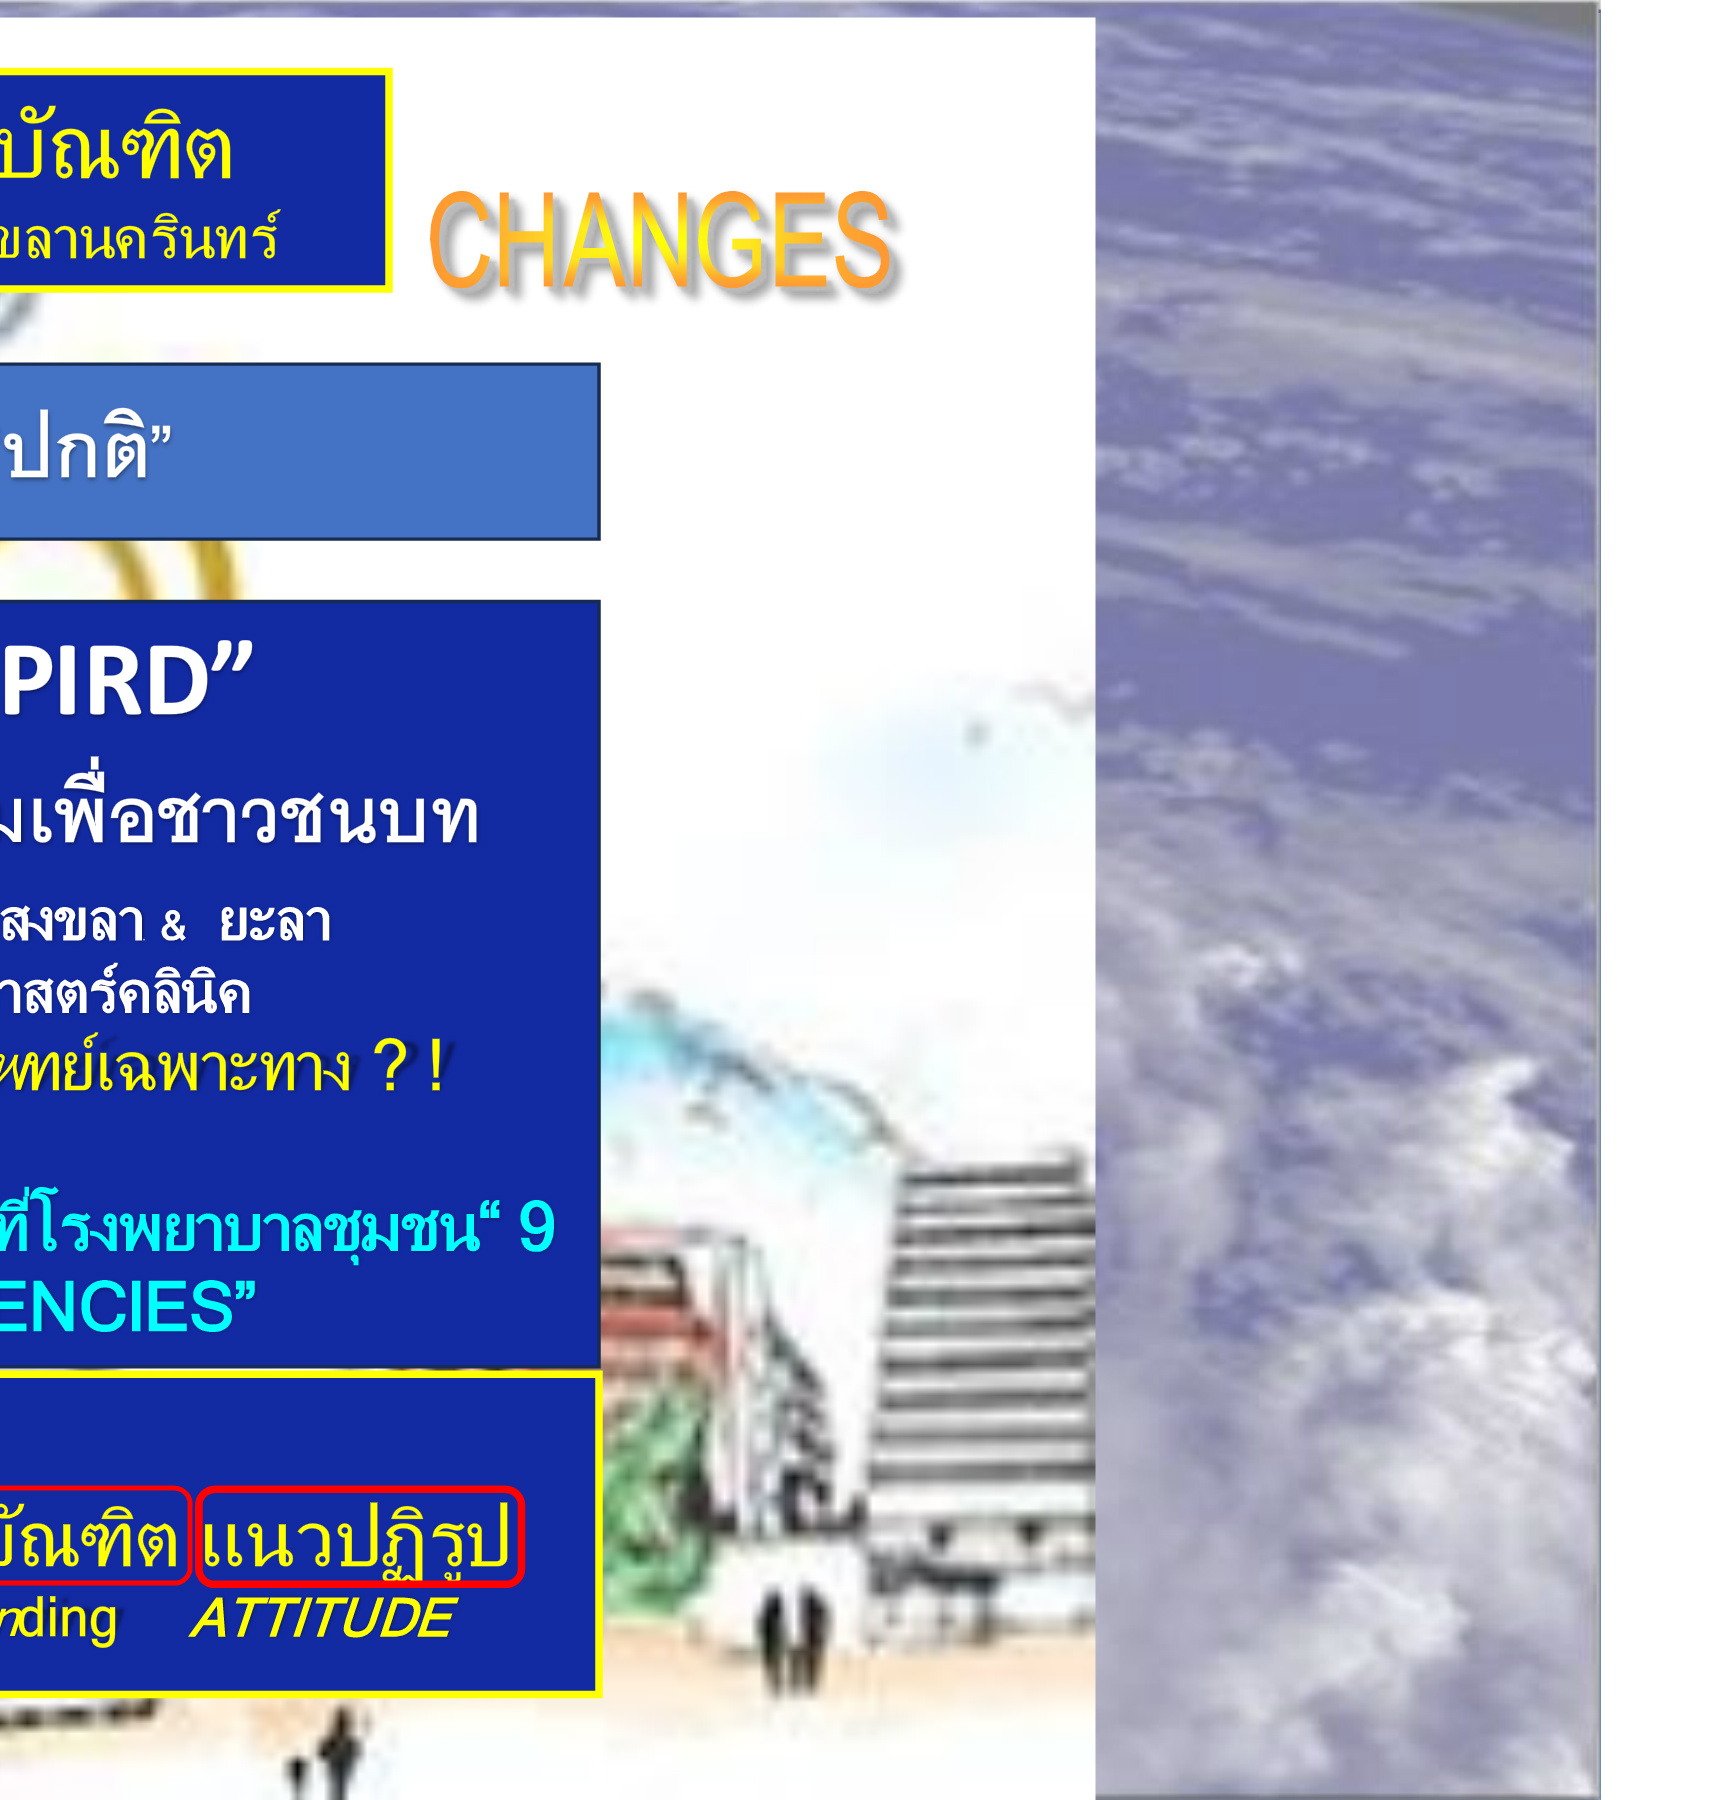 บัณฑิต
ขลานครินทร์
CHANGES
ปกติ”
PIRD”
มเพื่อชาวชนบท
สงขลา & ยะลา
าสตร์คลินิค
พทย์เฉพาะทาง ? !
ที่โรงพยาบาลชุมชน“ 9
ENCIES”
บัณฑิต แนวปฏิรูป
nding ATTITUDE